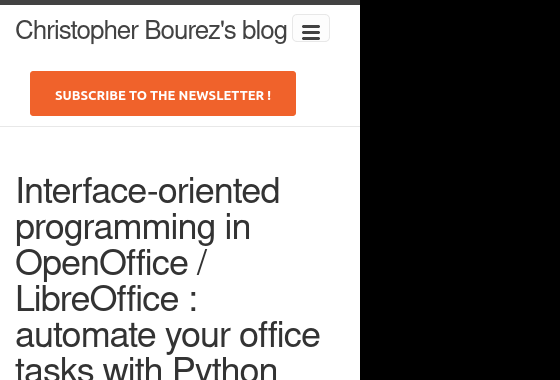 Christopher Bourez's blog
SUBSCRIBE TO THE NEWSLETTER !
Interface-oriented
programming in
OpenOffice /
LibreOffice :
automate your office
tasks with Python